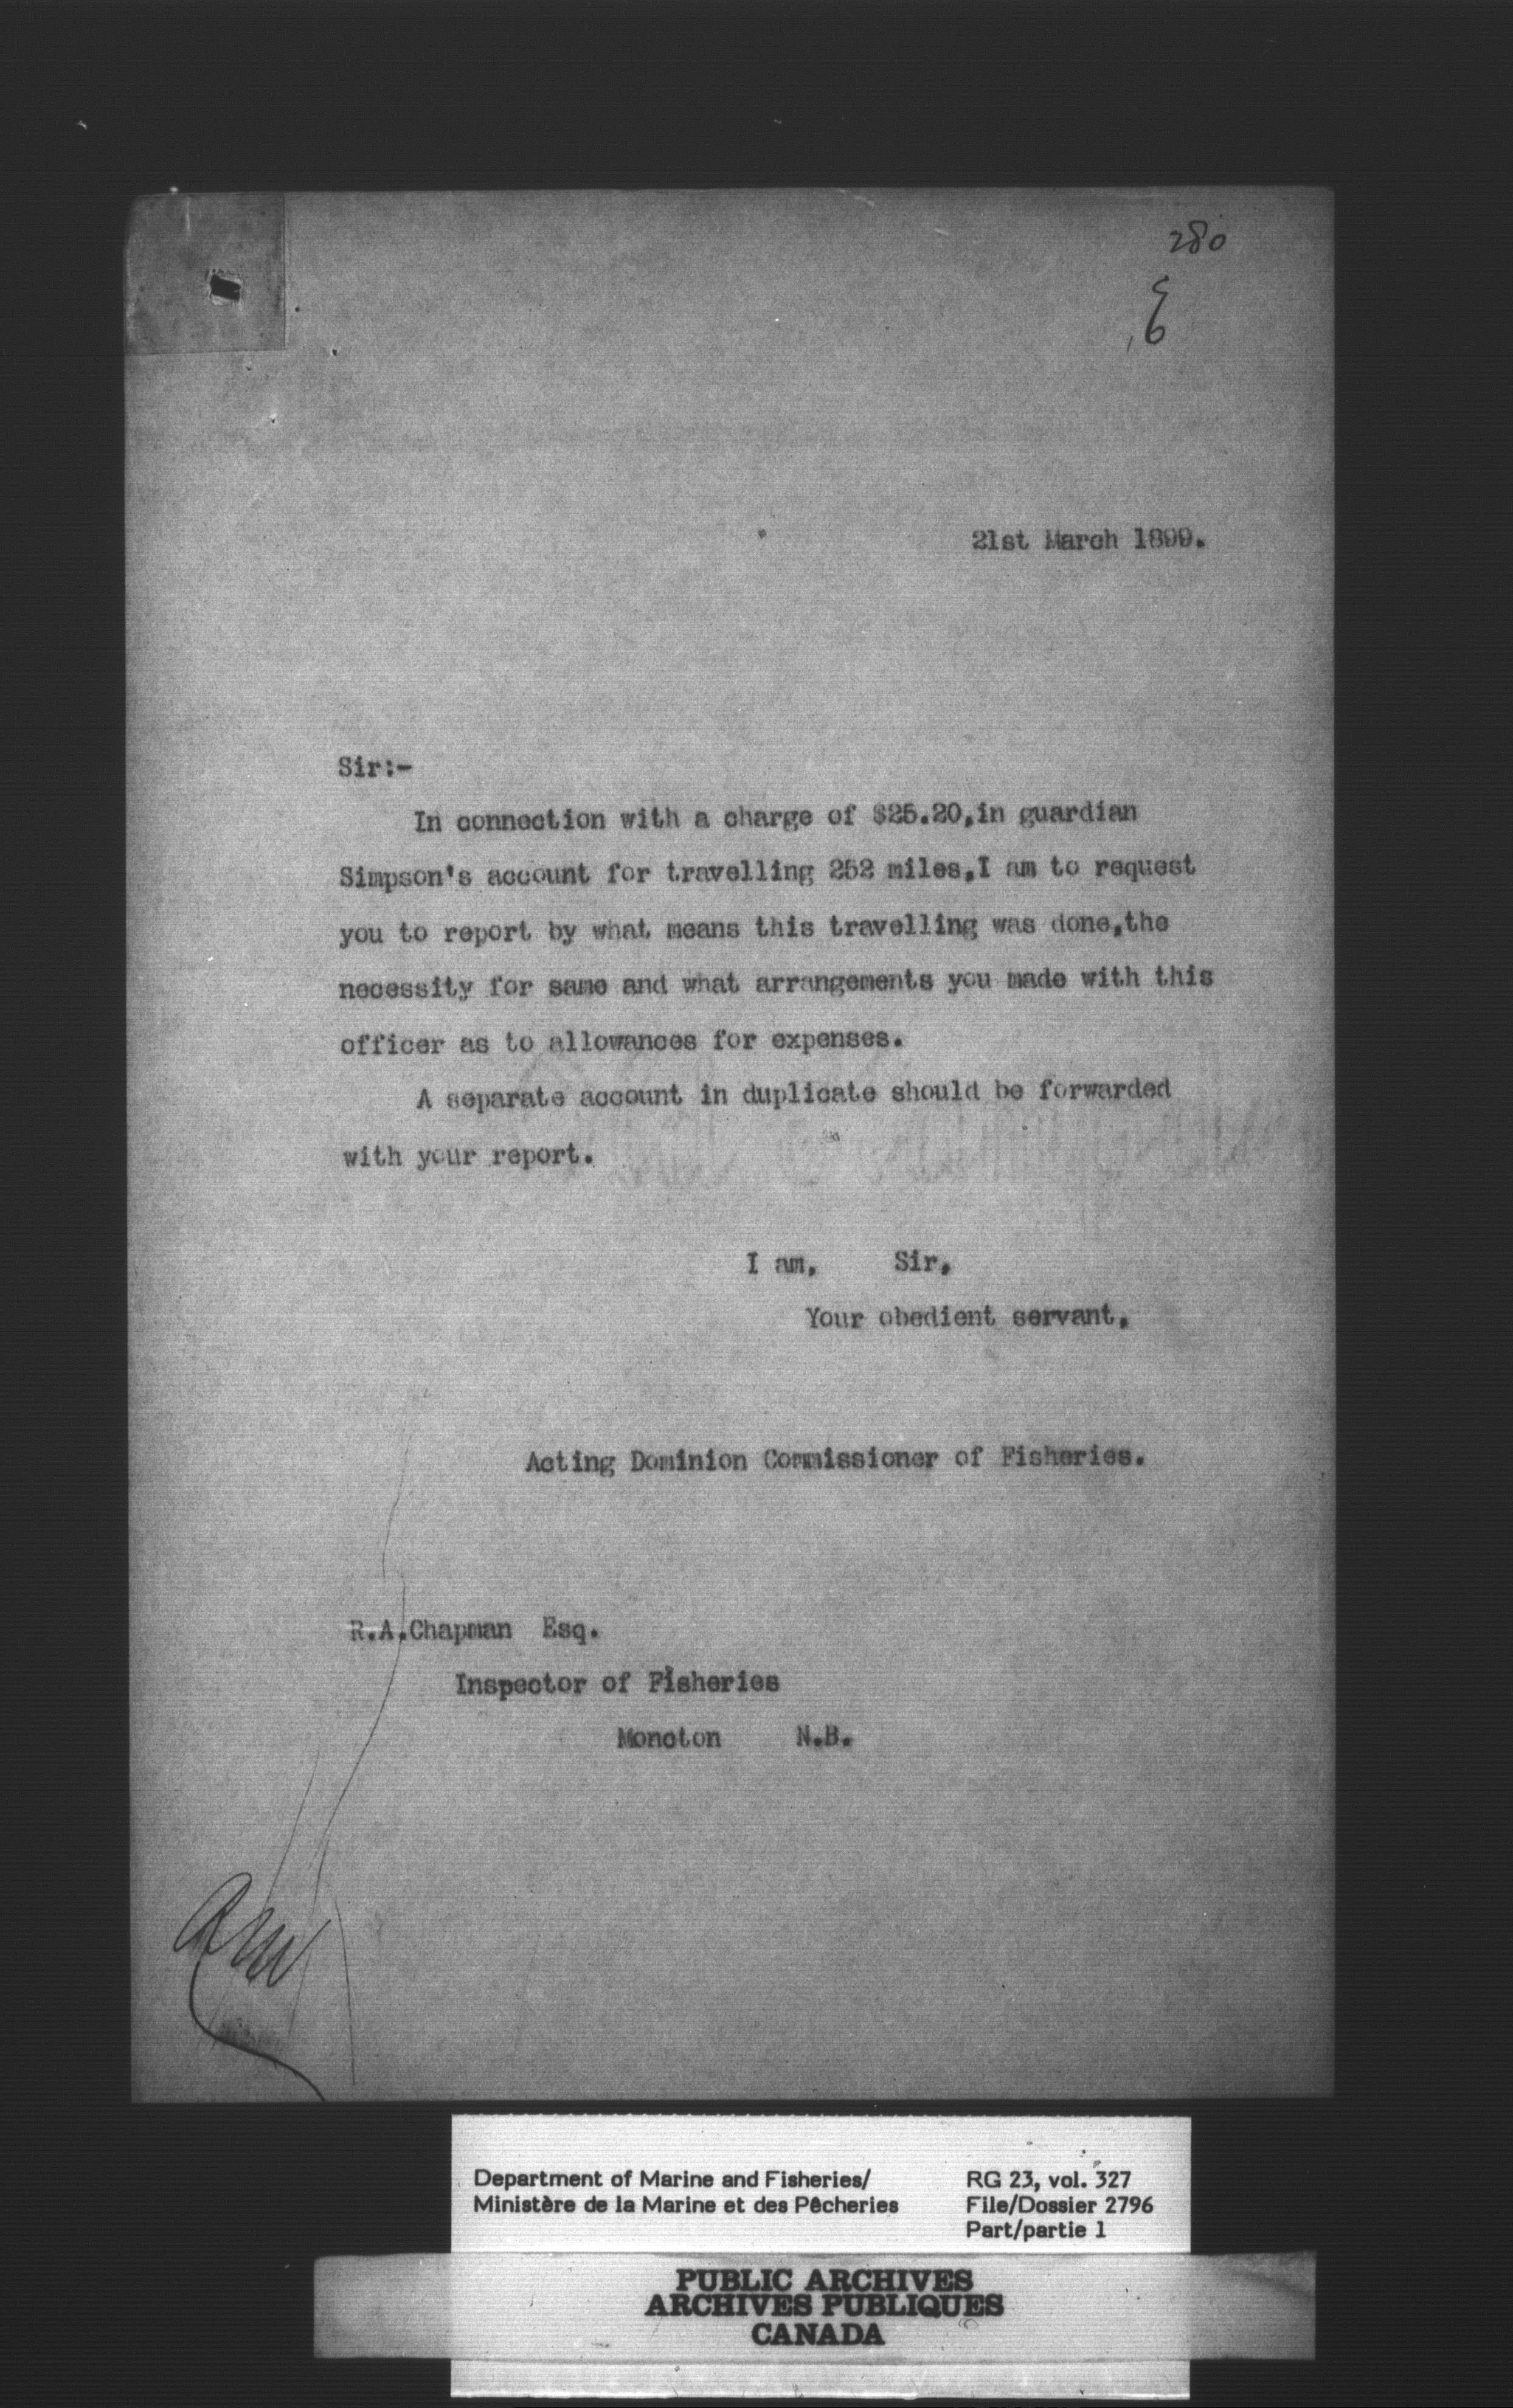 280
21st March 1899.
Sir:-
In connection with a charge of $25.20,in guardian
Simpson's account for travelling 252 miles,I am to request
you to report by what means this travelling was done,the
necessity for same and what arrangements you made with this
officer as to allowances for expenses.
A separate account in duplicate should be forwarded
with your report.
I am, Sir,
Your obedient servant,
Acting Dominion Commissioner of Fisheries.
R.A.Chapman Esq.
Inspector of Fisheries
Moncton N.B.
Department of Marine and Fisheries/
Ministère de la Marine et des Pêcheries
RG 23, vol. 327
File/Dossier 2796
Part/partie 1
PUBLIC ARCHIVES
ARCHIVES PUBLIQUES
CANADA